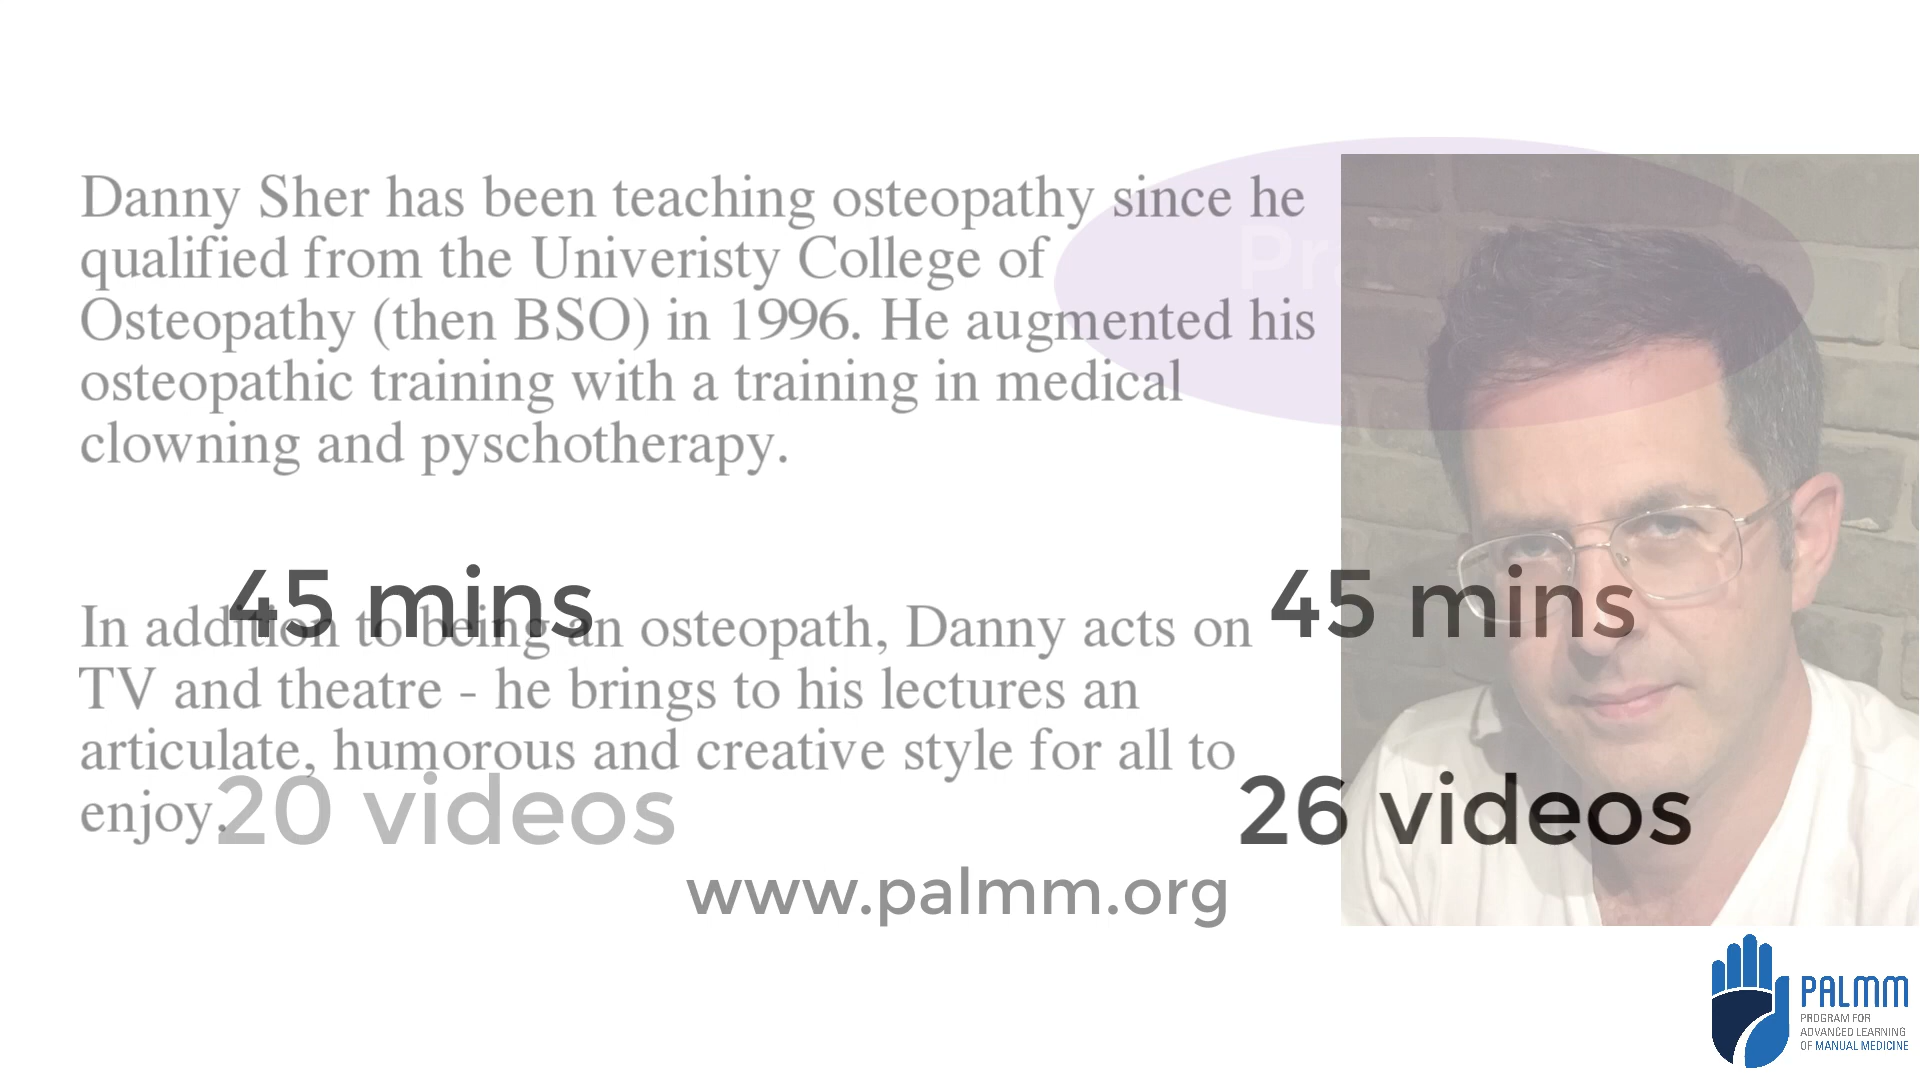 Danny Sher has been teaching osteopathy since he
qualified from the Univeristy College of
Osteopathy (then BSO) in 1996. He augmented his
osteopathic training with a training in medical
clowning and pyschotherapy.
45 mins
45 mins
In addition to being an osteopath, Danny acts on
TV and theatre - he brings to his lectures an
articulate, humorous and creative style for all to
enjoy.
20 videos
26 videos
www.palmm.org
PALMM
PROGRAM FOR
ADVANCED LEARNING
OF MANUAL MEDICINE